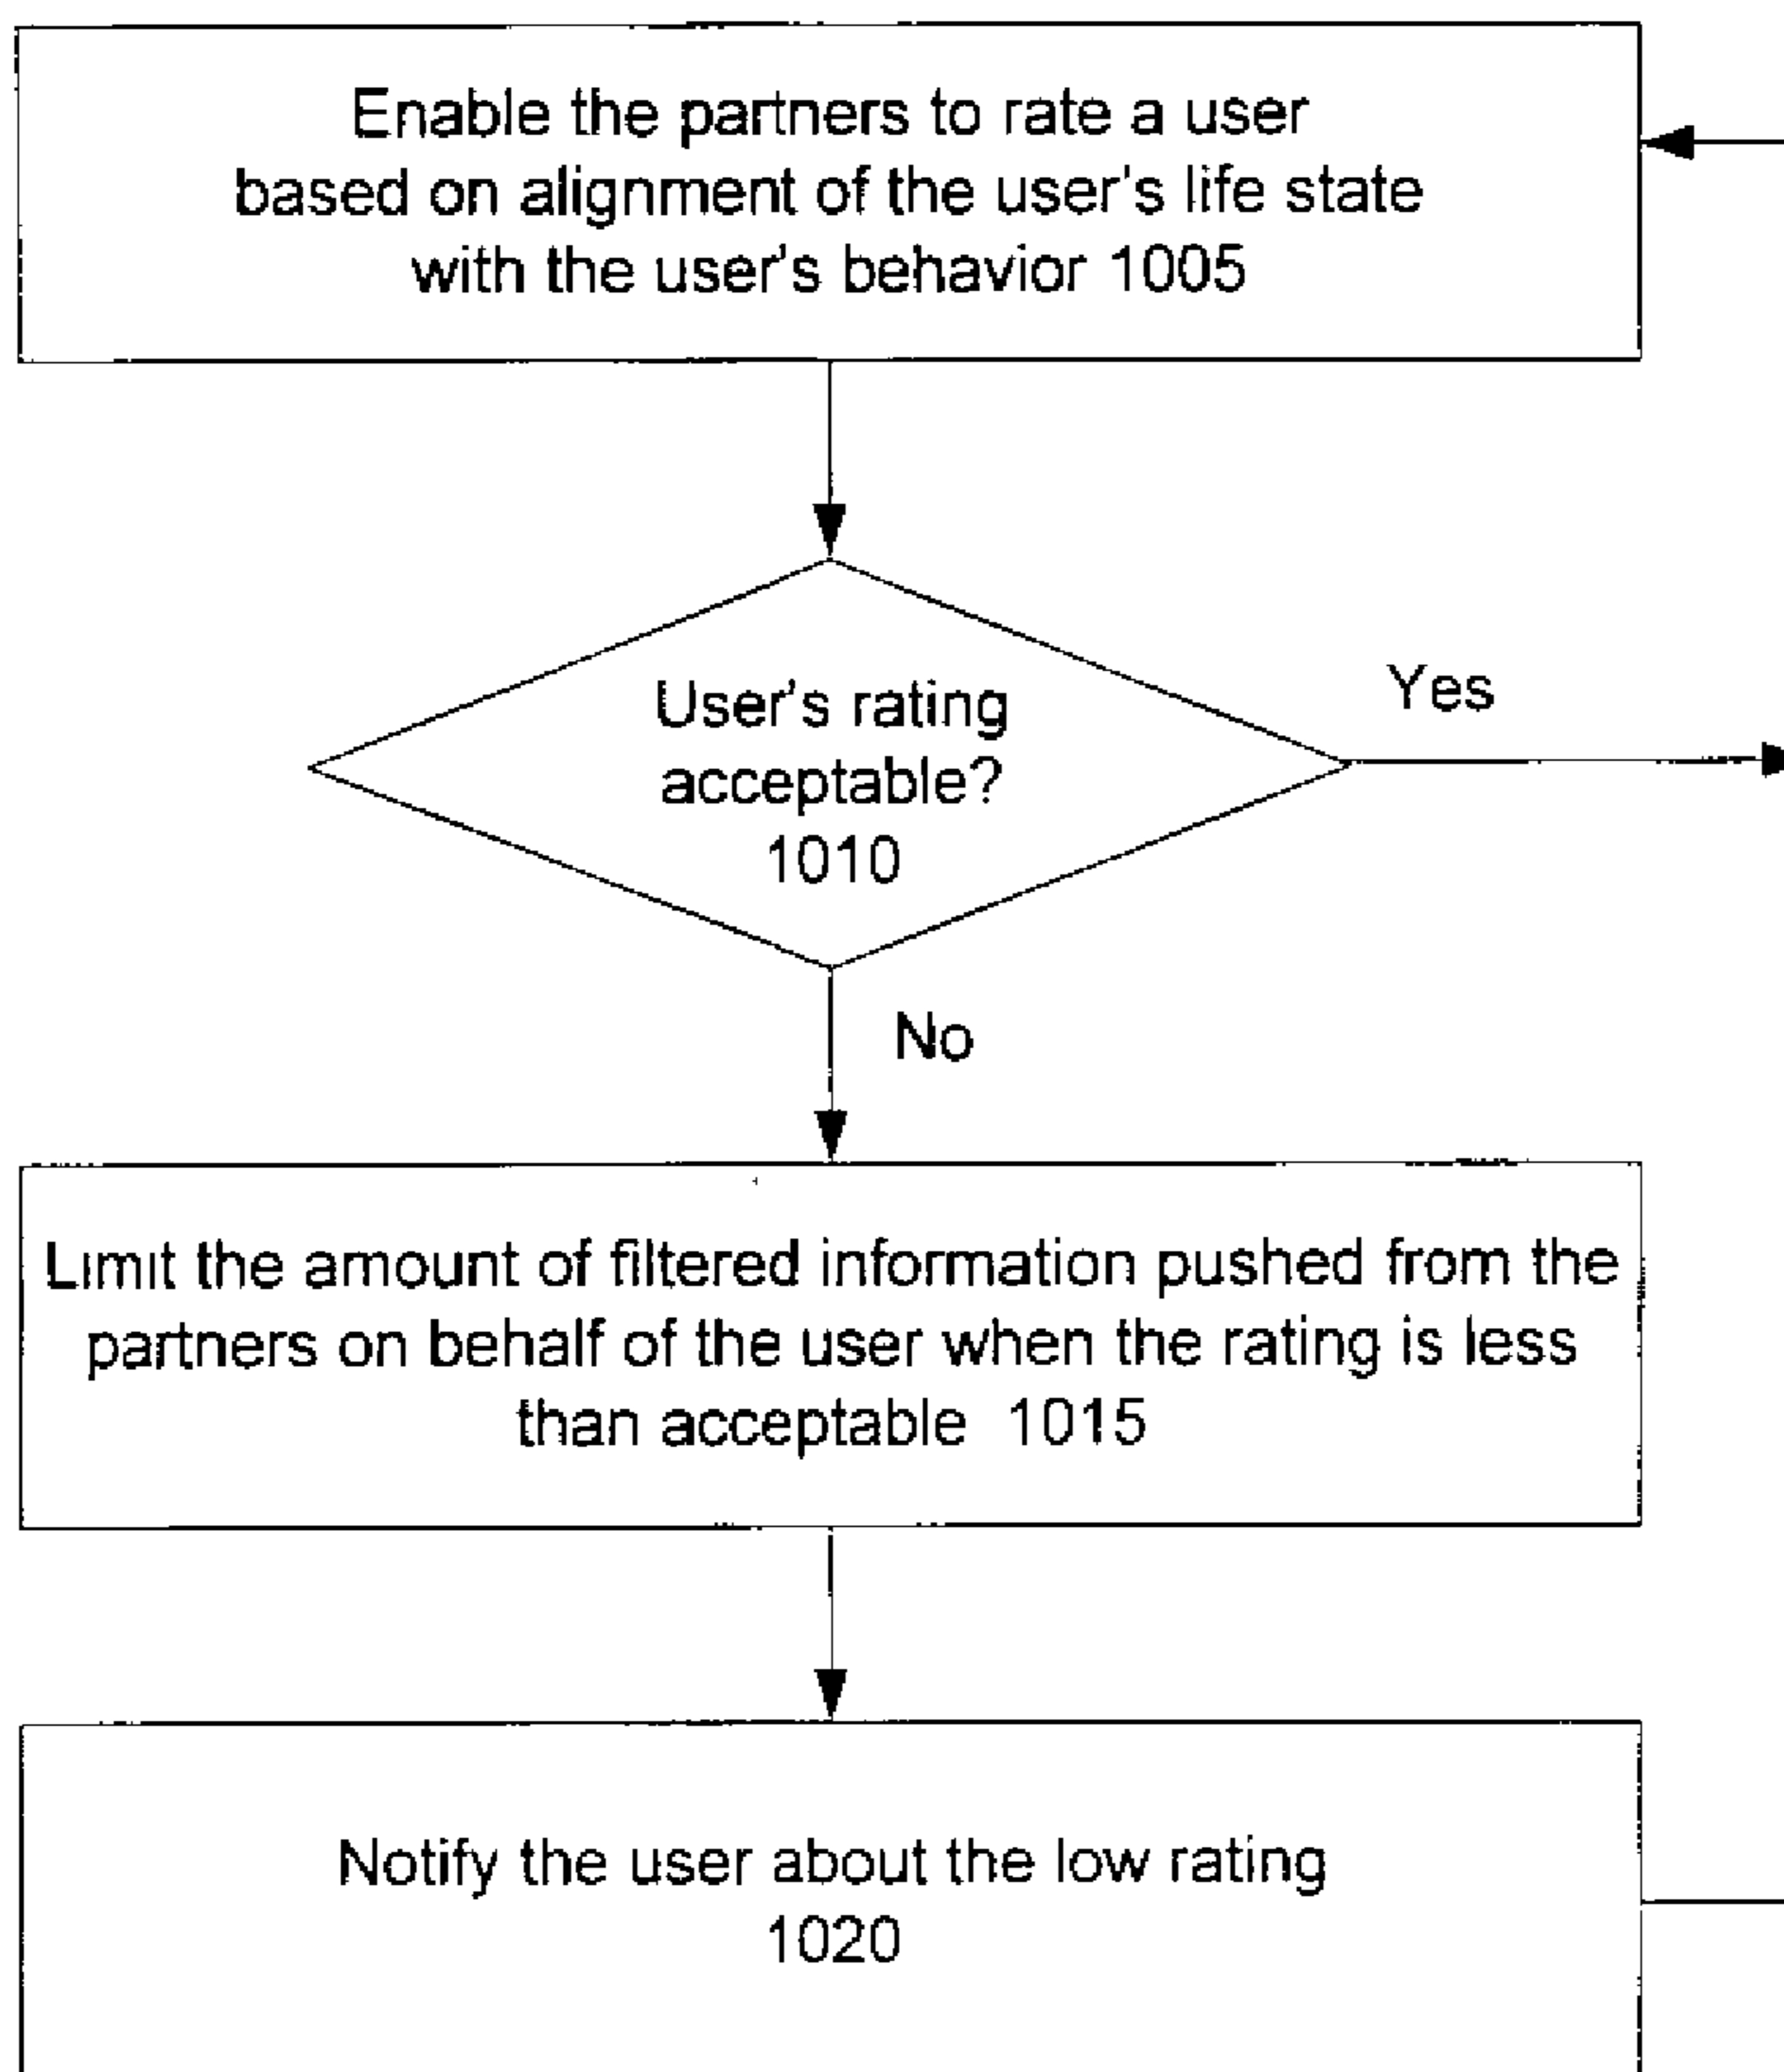 Enable the partners to rate a user
based on alignment of the user's life state
with the user's behavior 1005
User's rating
acceptable?
1010
Yes
No
Limit the amount of filtered information pushed from the
partners on behalf of the user when the rating is less
than acceptable 1015
Notify the user about the low rating
1020